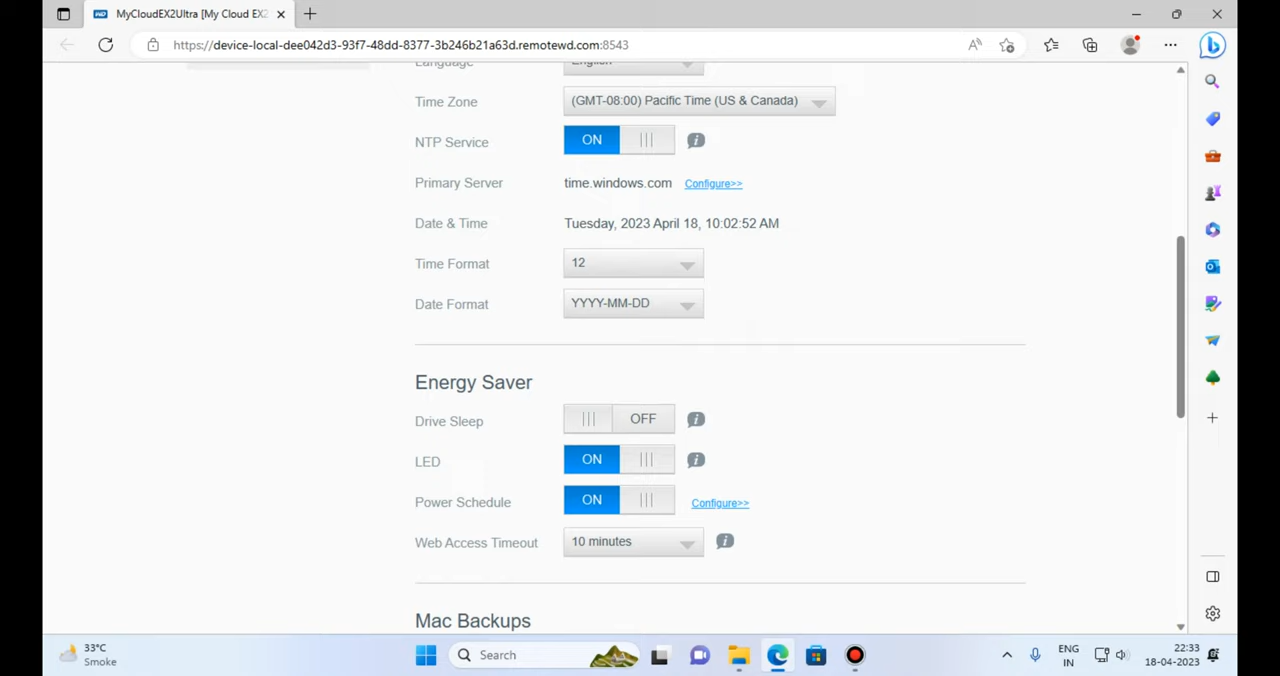 MyCloudEX2Ultra [My Cloud EX2
https://device-local-dee042d3-93f7-48dd-8377-3b246b21a63d.remotewd.com:8543
Language English
Time Zone (GMT-08:00) Pacific Time (US & Canada)
NTP Service ON
Primary Server time.windows.com Configure>>
Date & Time Tuesday, 2023 April 18, 10:02:52 AM
Time Format 12
Date Format YYYY-MM-DD
Energy Saver
Drive Sleep OFF
LED ON
Power Schedule ON Configure>>
Web Access Timeout 10 minutes
Mac Backups
33°C
Smoke
Search
ENG
IN
22:33
18-04-2023